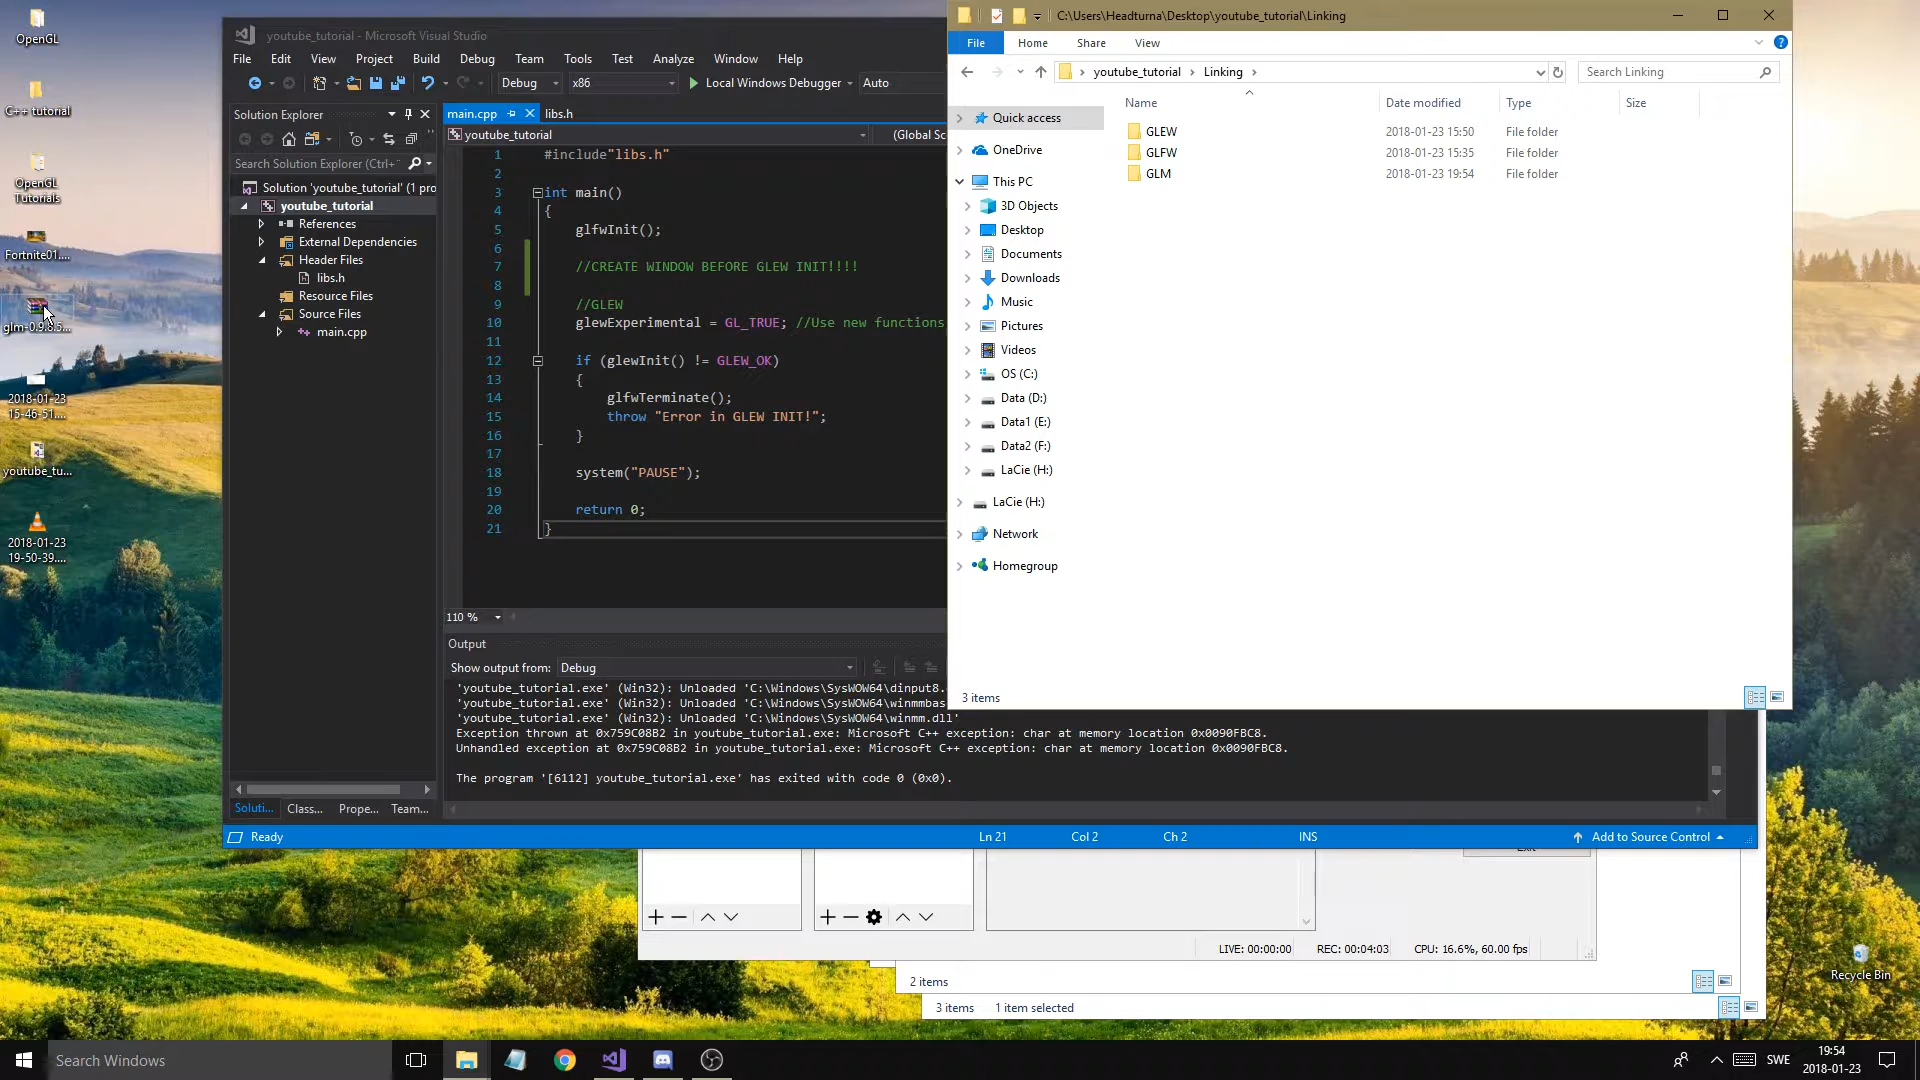 OpenGL
C++ tutorial
OpenGL
Tutorials
Fortnite01....
glm-0.9.8.5...
2018-01-23
15-46-51....
youtube_tu...
2018-01-23
19-50-39....
youtube_tutorial - Microsoft Visual Studio
File Edit View Project Build Debug Team Tools Test Analyze Window Help
Debug x86 Local Windows Debugger Auto
Solution Explorer
Search Solution Explorer (Ctrl+
Solution 'youtube_tutorial' (1 pro
youtube_tutorial
References
External Dependencies
Header Files
libs.h
Resource Files
Source Files
main.cpp
Soluti... Class... Prope... Team...
main.cpp libs.h
youtube_tutorial (Global Sc
1 #include"libs.h"
2
3 int main()
4 {
5 glfwInit();
6
7 //CREATE WINDOW BEFORE GLEW INIT!!!!
8
9 //GLEW
10 glewExperimental = GL_TRUE; //Use new functions
11
12 if (glewInit() != GLEW_OK)
13 {
14 glfwTerminate();
15 throw "Error in GLEW INIT!";
16 }
17
18 system("PAUSE");
19
20 return 0;
21 }
110 %
Output
Show output from: Debug
'youtube_tutorial.exe' (Win32): Unloaded 'C:\Windows\SysWOW64\dinput8.
'youtube_tutorial.exe' (Win32): Unloaded 'C:\Windows\SysWOW64\winmmbas
'youtube_tutorial.exe' (Win32): Unloaded 'C:\Windows\SysWOW64\winmm.dll'
Exception thrown at 0x759C08B2 in youtube_tutorial.exe: Microsoft C++ exception: char at memory location 0x0090FBC8.
Unhandled exception at 0x759C08B2 in youtube_tutorial.exe: Microsoft C++ exception: char at memory location 0x0090FBC8.
The program '[6112] youtube_tutorial.exe' has exited with code 0 (0x0).
Ready Ln 21 Col 2 Ch 2 INS Add to Source Control
C:\Users\Headturna\Desktop\youtube_tutorial\Linking
File Home Share View
youtube_tutorial Linking Search Linking
Name Date modified Type Size
GLEW 2018-01-23 15:50 File folder
GLFW 2018-01-23 15:35 File folder
GLM 2018-01-23 19:54 File folder
Quick access
OneDrive
This PC
3D Objects
Desktop
Documents
Downloads
Music
Pictures
Videos
OS (C:)
Data (D:)
Data1 (E:)
Data2 (F:)
LaCie (H:)
LaCie (H:)
Network
Homegroup
3 items
LIVE: 00:00:00 REC: 00:04:03 CPU: 16.6%, 60.00 fps
2 items
3 items 1 item selected
Recycle Bin
Search Windows
SWE
19:54
2018-01-23